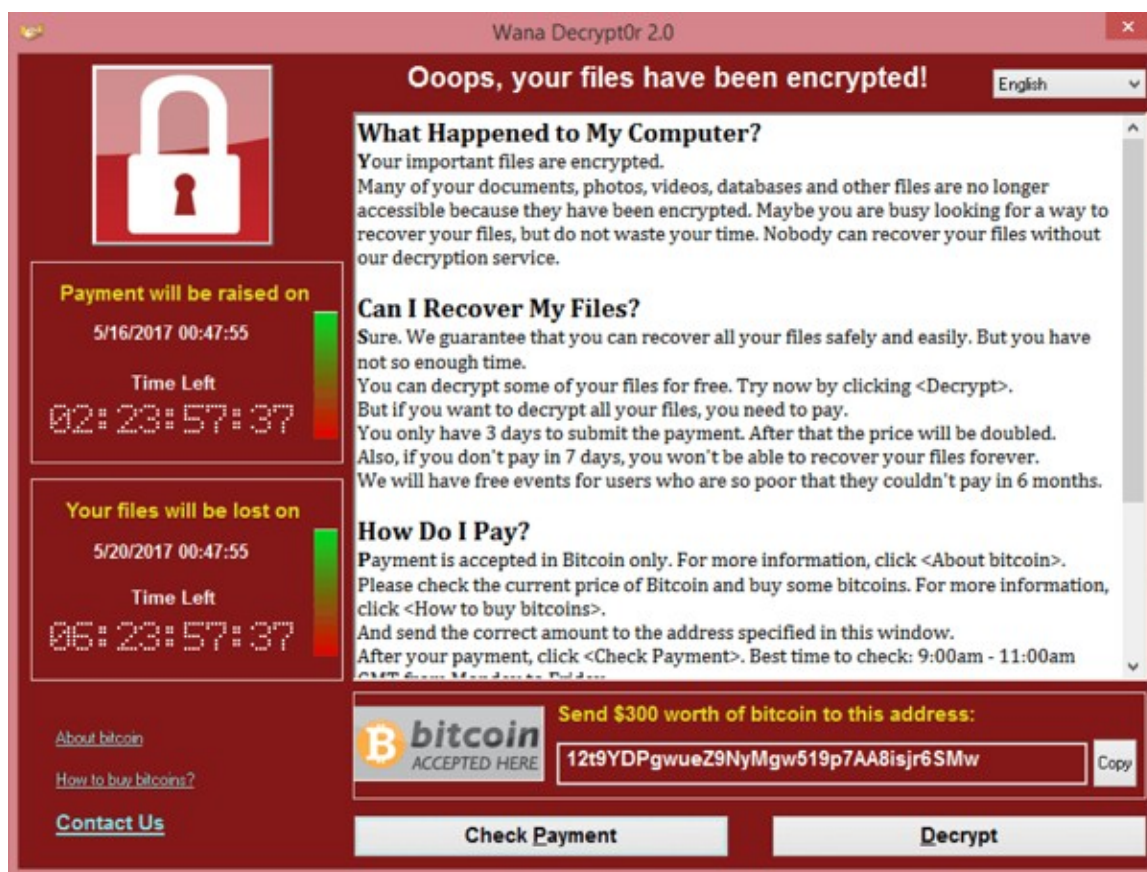 Wana Decrypt0r 2.0
Ooops, your files have been encrypted!
English
What Happened to My Computer?
Your important files are encrypted.
Many of your documents, photos, videos, databases and other files are no longer
accessible because they have been encrypted. Maybe you are busy looking for a way to
recover your files, but do not waste your time. Nobody can recover your files without
our decryption service.
Can I Recover My Files?
Sure. We guarantee that you can recover all your files safely and easily. But you have
not so enough time.
You can decrypt some of your files for free. Try now by clicking <Decrypt>.
But if you want to decrypt all your files, you need to pay.
You only have 3 days to submit the payment. After that the price will be doubled.
Also, if you don't pay in 7 days, you won't be able to recover your files forever.
We will have free events for users who are so poor that they couldn't pay in 6 months.
How Do I Pay?
Payment is accepted in Bitcoin only. For more information, click <About bitcoin>.
Please check the current price of Bitcoin and buy some bitcoins. For more information,
click <How to buy bitcoins>.
And send the correct amount to the address specified in this window.
After your payment, click <Check Payment>. Best time to check: 9:00am - 11:00am
GMT from Monday to Friday
Payment will be raised on
5/16/2017 00:47:55
Time Left
02:23:57:37
Your files will be lost on
5/20/2017 00:47:55
Time Left
06:23:57:37
About bitcoin
How to buy bitcoins?
Contact Us
bitcoin
ACCEPTED HERE
Send $300 worth of bitcoin to this address:
12t9YDPgwueZ9NyMgw519p7AA8isjr6SMw
Copy
Check Payment
Decrypt